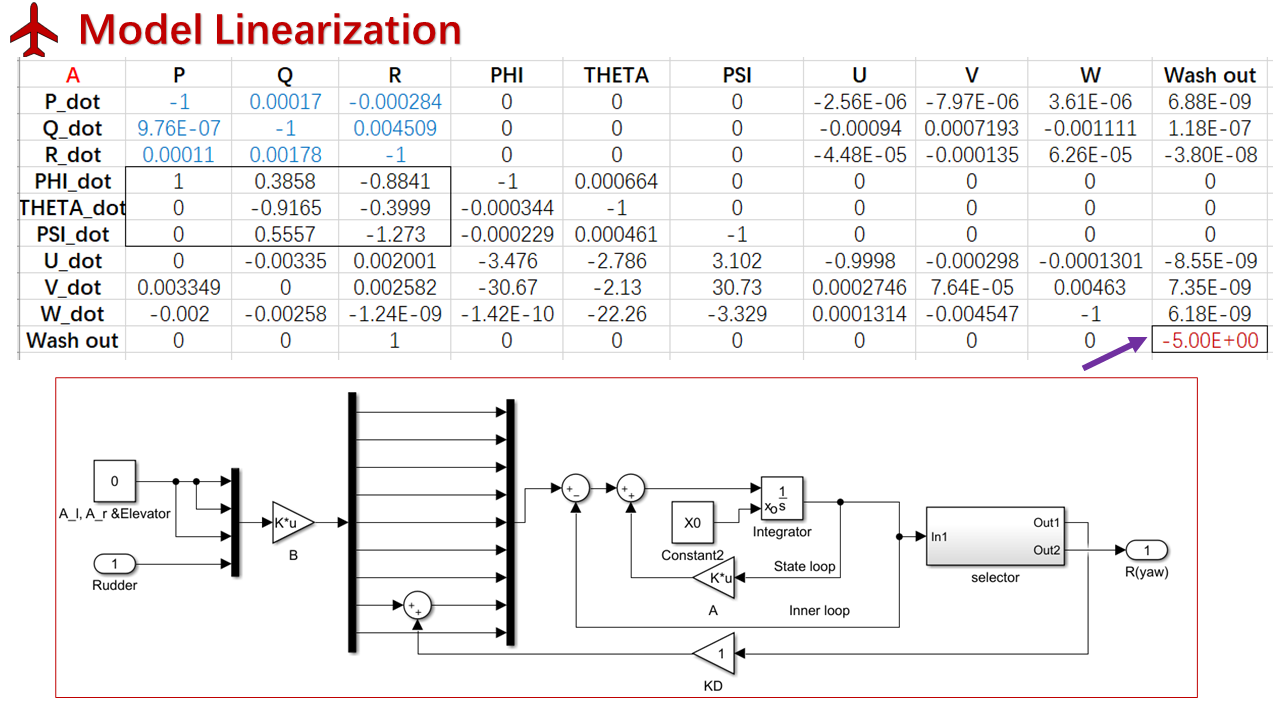 Model Linearization
A P Q R PHI THETA PSI U V W Wash out
P_dot -1 0.00017 -0.000284 0 0 0 -2.56E-06 -7.97E-06 3.61E-06 6.88E-09
Q_dot 9.76E-07 -1 0.004509 0 0 0 -0.00094 0.0007193 -0.001111 1.18E-07
R_dot 0.00011 0.00178 -1 0 0 0 -4.48E-05 -0.000135 6.26E-05 -3.80E-08
PHI_dot 1 0.3858 -0.8841 -1 0.000664 0 0 0 0 0
THETA_dot 0 -0.9165 -0.3999 -0.000344 -1 0 0 0 0 0
PSI_dot 0 0.5557 -1.273 -0.000229 0.000461 -1 0 0 0 0
U_dot 0 -0.00335 0.002001 -3.476 -2.786 3.102 -0.9998 -0.000298 -0.0001301 -8.55E-09
V_dot 0.003349 0 0.002582 -30.67 -2.13 30.73 0.0002746 7.64E-05 0.00463 7.35E-09
W_dot -0.002 -0.00258 -1.24E-09 -1.42E-10 -22.26 -3.329 0.0001314 -0.004547 -1 6.18E-09
Wash out 0 0 1 0 0 0 0 0 0 -5.00E+00
0
A_l, A_r &Elevator
1
Rudder
K*u
B
+
+
+
−
+
+
X0
Constant2
1
s
xo
Integrator
State loop
K*u
A
Inner loop
1
KD
In1
Out1
Out2
selector
1
R(yaw)